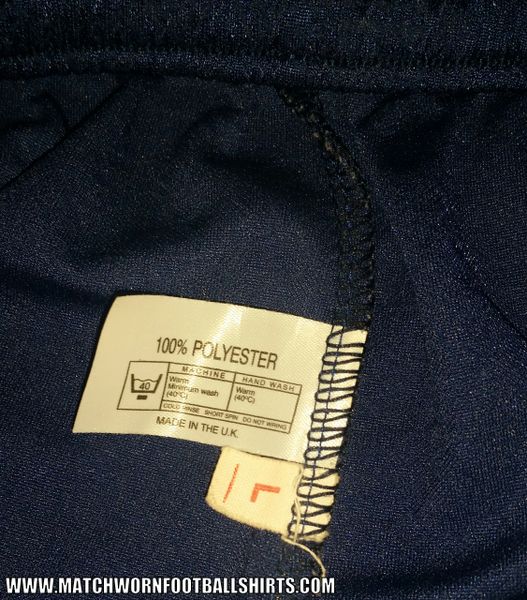 100% POLYESTER
MACHINE HAND WASH
40
Warm Warm
Minimum wash (40°C)
(40°C)
COLD RINSE SHORT SPIN DO NOT WRING
MADE IN THE U.K.
L
WWW.MATCHWORNFOOTBALLSHIRTS.COM